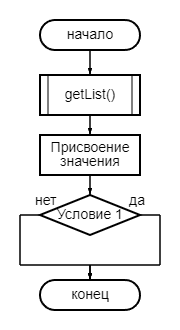 начало
getList()
Присвоение
значения
нет
да
Условие 1
конец